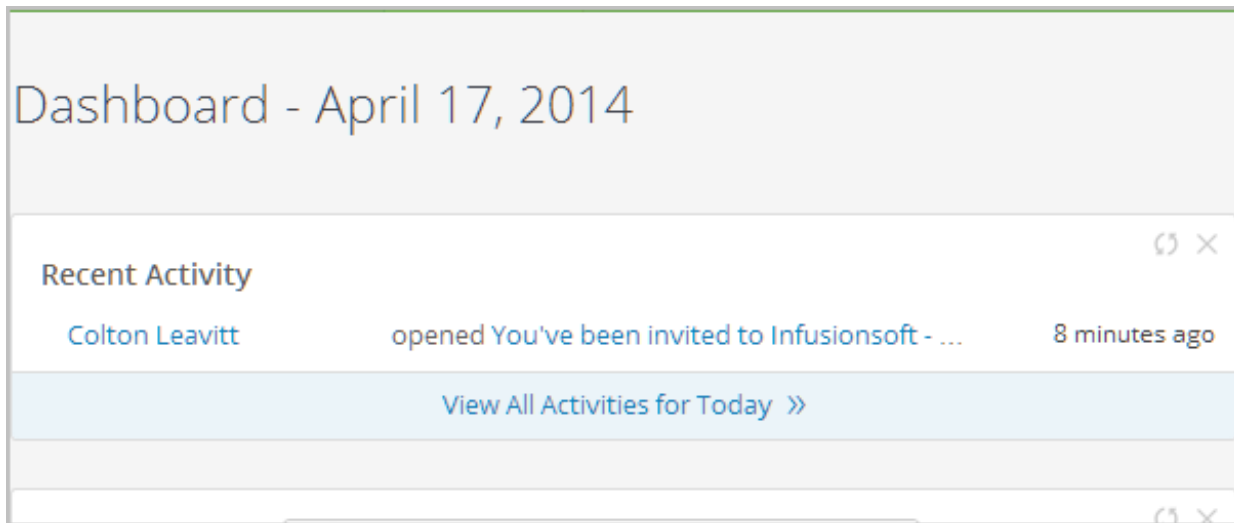 Dashboard - April 17, 2014
Recent Activity
Colton Leavitt opened You've been invited to Infusionsoft - ... 8 minutes ago
View All Activities for Today »